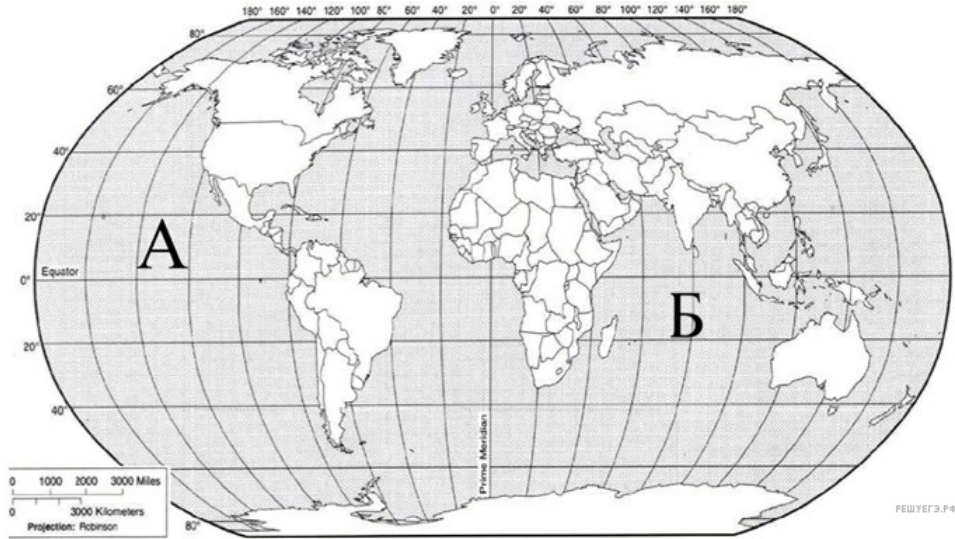 180° 160° 140° 120° 100° 80° 60° 40° 20° 0° 20° 40° 60° 80° 100° 120° 140° 160° 180°
80°
60°
40°
20°
А
Equator
0°
Б
20°
40°
Prime Meridian
0 1000 2000 3000 Miles
0 3000 Kilometers
Projection: Robinson
80°
РЕШУЕГЭ.РФ